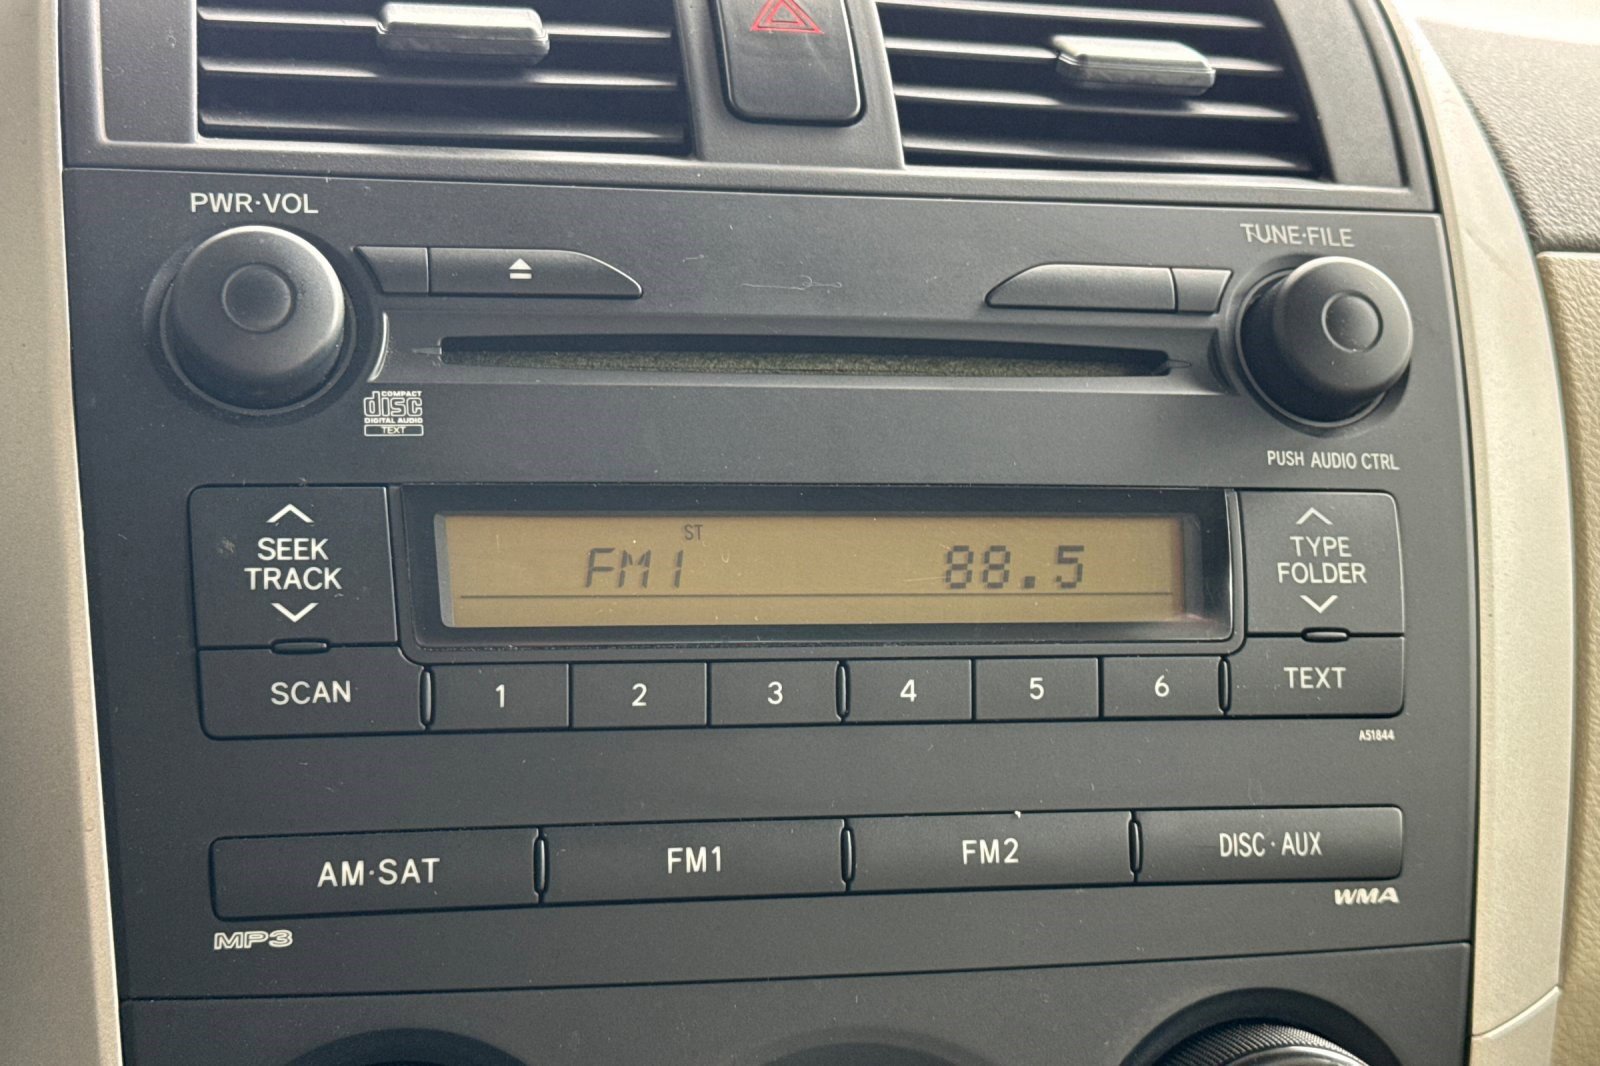 PWR·VOL
TUNE·FILE
COMPACT
disc
DIGITAL AUDIO
TEXT
PUSH AUDIO CTRL
SEEK
TRACK
ST
FM1
88.5
TYPE
FOLDER
SCAN
1
2
3
4
5
6
TEXT
A51844
AM·SAT
FM1
FM2
DISC·AUX
MP3
WMA